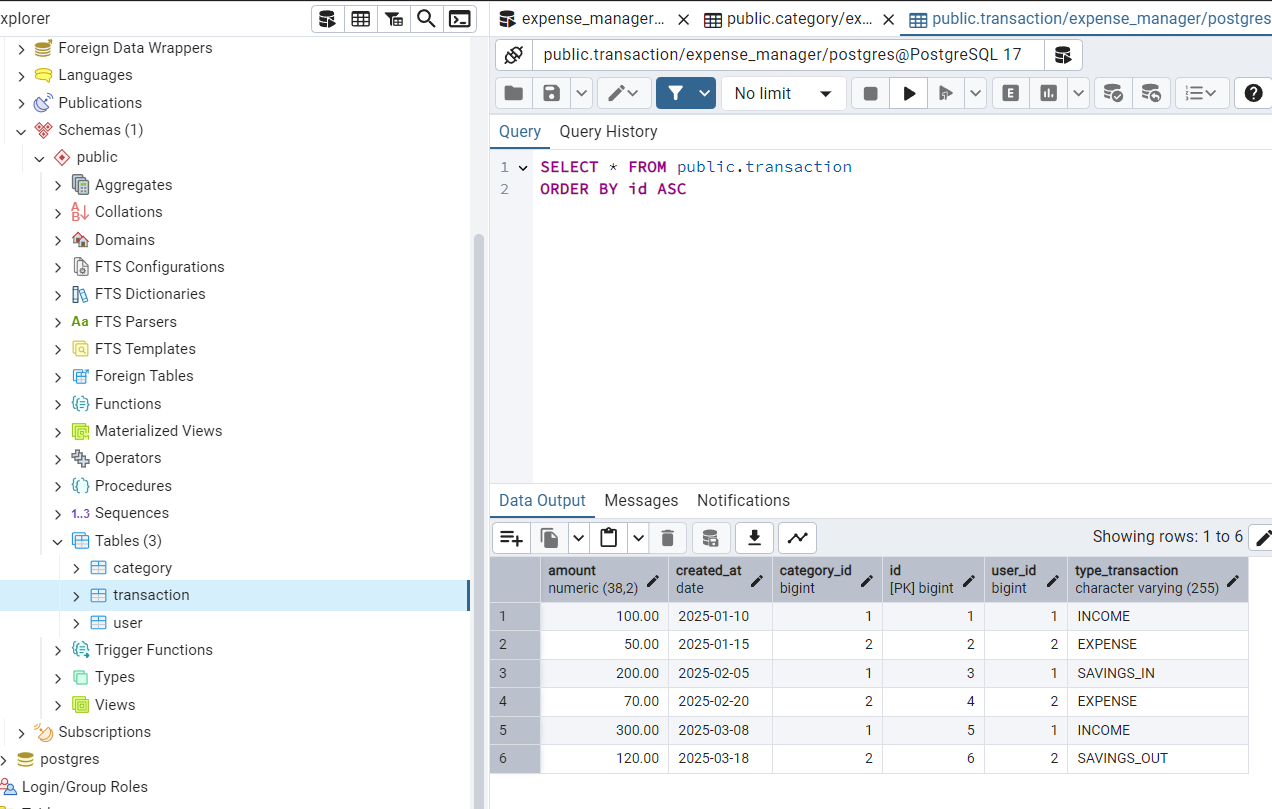 xplorer
Foreign Data Wrappers
Languages
Publications
Schemas (1)
public
Aggregates
Collations
Domains
FTS Configurations
FTS Dictionaries
Aa FTS Parsers
FTS Templates
Foreign Tables
Functions
Materialized Views
Operators
Procedures
1..3 Sequences
Tables (3)
category
transaction
user
Trigger Functions
Types
Views
Subscriptions
postgres
Login/Group Roles
expense_manager... public.category/ex... public.transaction/expense_manager/postgres
public.transaction/expense_manager/postgres@PostgreSQL 17
No limit E
Query Query History
1 SELECT * FROM public.transaction
2 ORDER BY id ASC
Data Output Messages Notifications
Showing rows: 1 to 6
amount created_at category_id id user_id type_transaction
numeric (38,2) date bigint [PK] bigint bigint character varying (255)
1 100.00 2025-01-10 1 1 1 INCOME
2 50.00 2025-01-15 2 2 2 EXPENSE
3 200.00 2025-02-05 1 3 1 SAVINGS_IN
4 70.00 2025-02-20 2 4 2 EXPENSE
5 300.00 2025-03-08 1 5 1 INCOME
6 120.00 2025-03-18 2 6 2 SAVINGS_OUT